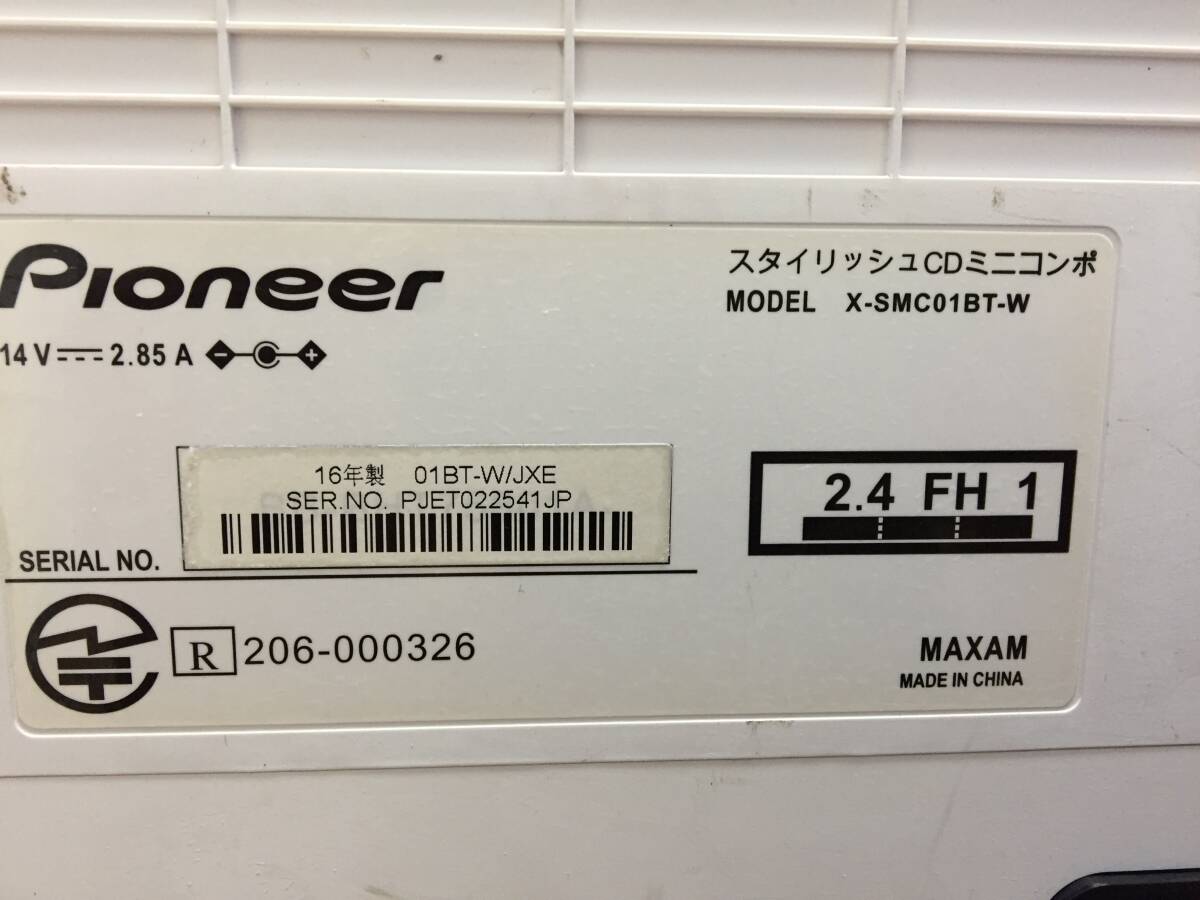 Pioneer
スタイリッシュCDミニコンポ
MODEL X-SMC01BT-W
14 V 2.85 A
16年製 01BT-W/JXE
SER.NO. PJET022541JP
SERIAL NO.
2.4 FH 1
R 206-000326
MAXAM
MADE IN CHINA